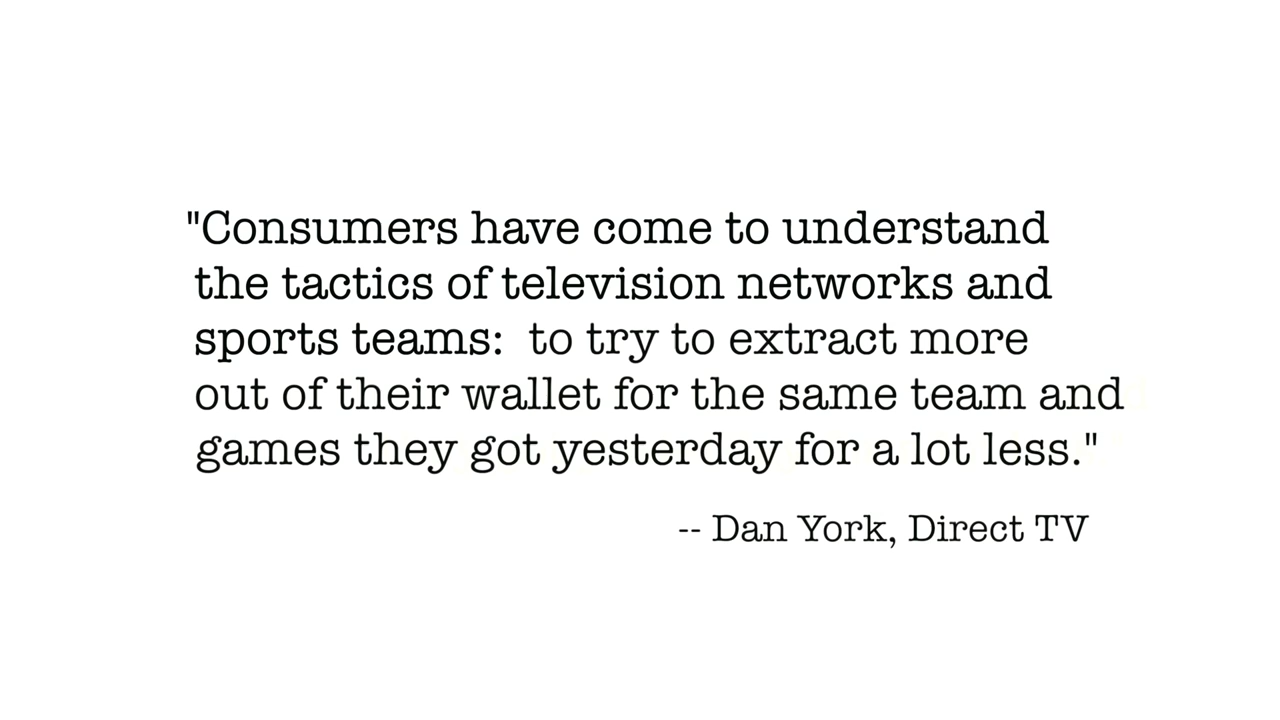 "Consumers have come to understand
the tactics of television networks and
sports teams:  to try to extract more
out of their wallet for the same team and
games they got yesterday for a lot less."
-- Dan York, Direct TV